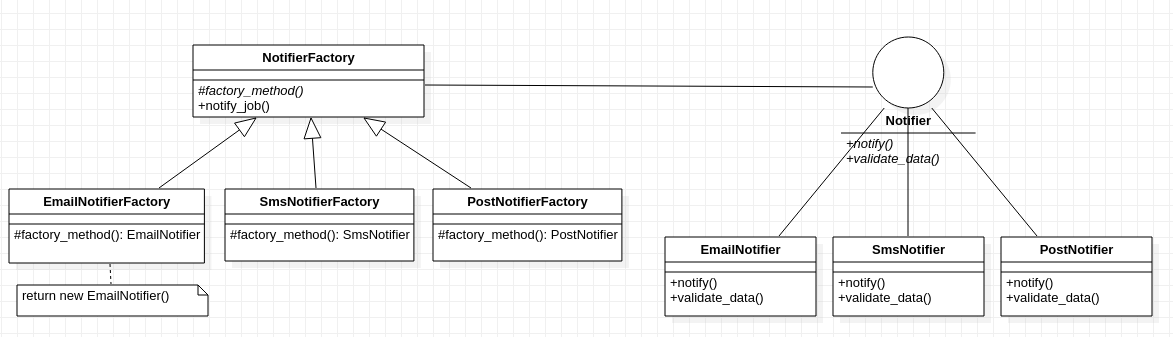 NotifierFactory
#factory_method()
+notify_job()
Notifier
+notify()
+validate_data()
EmailNotifierFactory
#factory_method(): EmailNotifier
SmsNotifierFactory
#factory_method(): SmsNotifier
PostNotifierFactory
#factory_method(): PostNotifier
return new EmailNotifier()
EmailNotifier
+notify()
+validate_data()
SmsNotifier
+notify()
+validate_data()
PostNotifier
+notify()
+validate_data()